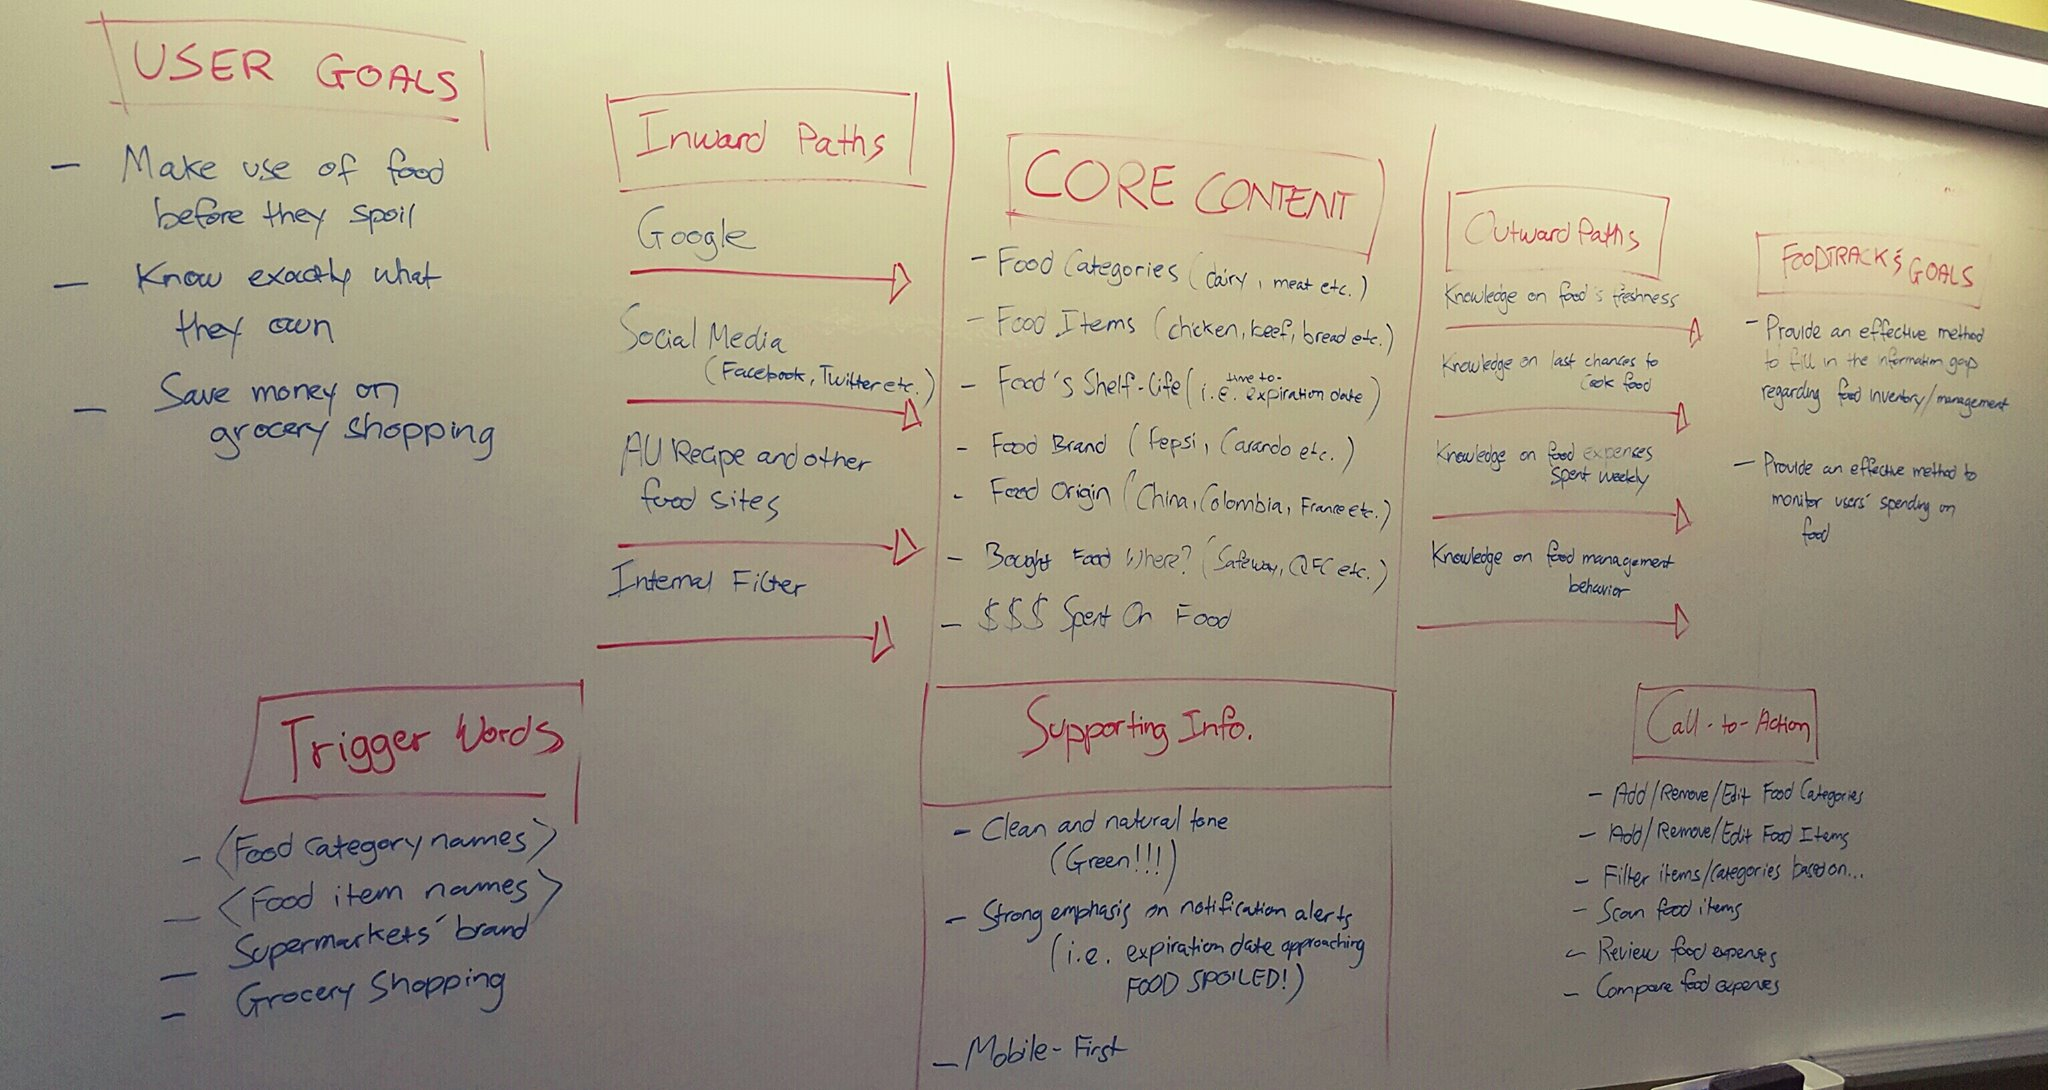 USER GOALS
- Make use of food
before they spoil
- Know exactly what
they own
- Save money on
grocery shopping
Inward Paths
Google
Social Media
(Facebook, Twitter etc.)
All Recipe and other
food sites
Internal Filter
CORE CONTENT
- Food Categories (dairy, meat etc.)
- Food Items (chicken, beef, bread etc.)
- Food's Shelf-Life (i.e. time-to-expiration date)
- Food Brand (Pepsi, Carando etc.)
- Food Origin (China, Colombia, France etc.)
- Bought Food Where? (Safeway, QFC etc.)
- $$$ Spent On Food
Outward Paths
Knowledge on food's freshness
Knowledge on last chances to
cook food
Knowledge on food expenses
spent weekly
Knowledge on food management
behavior
FOODTRACK'S GOALS
- Provide an effective method
to fill in the information gap
regarding food inventory/management
- Provide an effective method to
monitor users' spending on
food
Trigger Words
- <Food category names>
- <Food item names>
- Supermarkets' brand
- Grocery Shopping
Supporting Info.
- Clean and natural tone
(Green!!!)
- Strong emphasis on notification alerts
(i.e. expiration date approaching
FOOD SPOILED!)
- Mobile-First
Call-to-Action
- Add/Remove/Edit Food Categories
- Add/Remove/Edit Food Items
- Filter items/categories based on...
- Scan food items
- Review food expenses
- Compare food expenses